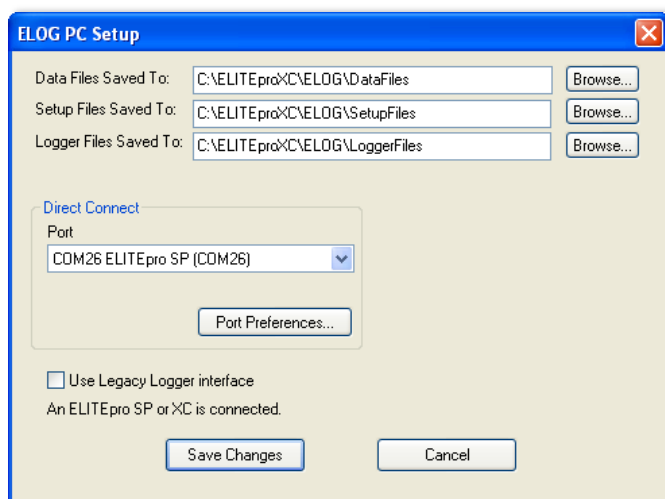 ELOG PC Setup
Data Files Saved To: C:\ELITEproXC\ELOG\DataFiles Browse...
Setup Files Saved To: C:\ELITEproXC\ELOG\SetupFiles Browse...
Logger Files Saved To: C:\ELITEproXC\ELOG\LoggerFiles Browse...
Direct Connect
Port
COM26 ELITEpro SP (COM26)
Port Preferences...
Use Legacy Logger interface
An ELITEpro SP or XC is connected.
Save Changes Cancel